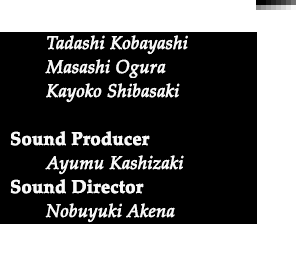 Tadashi Kobayashi
Masashi Ogura
Kayoko Shibasaki
Sound Producer
Ayumu Kashizaki
Sound Director
Nobuyuki Akena